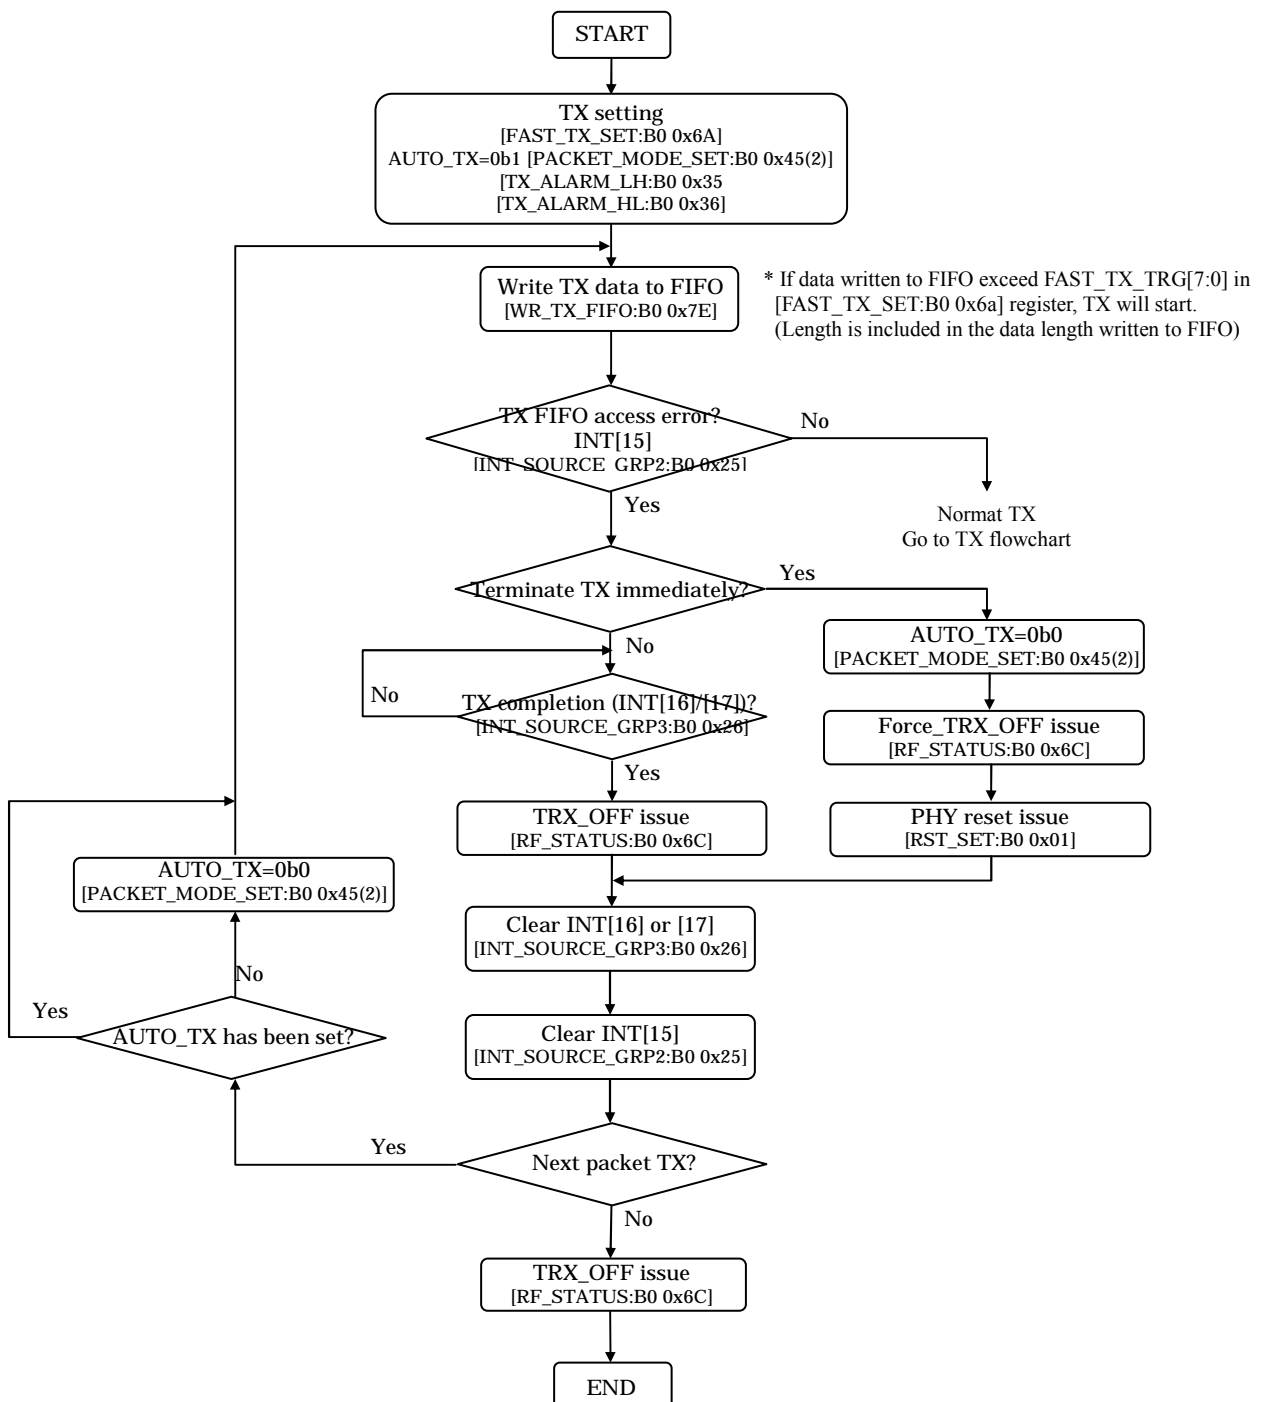 START
TX setting
[FAST_TX_SET:B0 0x6A]
AUTO_TX=0b1 [PACKET_MODE_SET:B0 0x45(2)]
[TX_ALARM_LH:B0 0x35
[TX_ALARM_HL:B0 0x36]
Write TX data to FIFO
[WR_TX_FIFO:B0 0x7E]
* If data written to FIFO exceed FAST_TX_TRG[7:0] in
[FAST_TX_SET:B0 0x6a] register, TX will start.
(Length is included in the data length written to FIFO)
TX FIFO access error?
INT[15]
[INT_SOURCE_GRP2:B0 0x25]
No
Yes
Normat TX
Go to TX flowchart
Terminate TX immediately?
Yes
No
AUTO_TX=0b0
[PACKET_MODE_SET:B0 0x45(2)]
No
TX completion (INT[16]/[17])?
[INT_SOURCE_GRP3:B0 0x26]
Force_TRX_OFF issue
[RF_STATUS:B0 0x6C]
Yes
TRX_OFF issue
[RF_STATUS:B0 0x6C]
PHY reset issue
[RST_SET:B0 0x01]
AUTO_TX=0b0
[PACKET_MODE_SET:B0 0x45(2)]
Clear INT[16] or [17]
[INT_SOURCE_GRP3:B0 0x26]
No
Yes
AUTO_TX has been set?
Clear INT[15]
[INT_SOURCE_GRP2:B0 0x25]
Yes
Next packet TX?
No
TRX_OFF issue
[RF_STATUS:B0 0x6C]
END